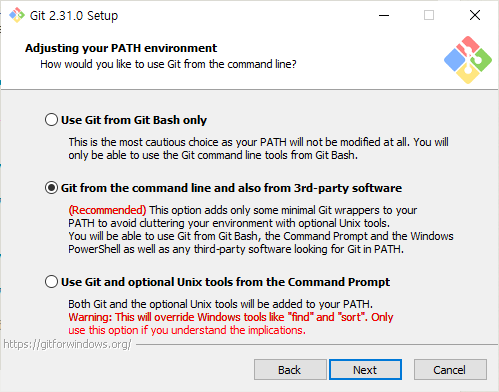 Git 2.31.0 Setup
Adjusting your PATH environment
How would you like to use Git from the command line?
Use Git from Git Bash only
This is the most cautious choice as your PATH will not be modified at all. You will
only be able to use the Git command line tools from Git Bash.
Git from the command line and also from 3rd-party software
(Recommended) This option adds only some minimal Git wrappers to your
PATH to avoid cluttering your environment with optional Unix tools.
You will be able to use Git from Git Bash, the Command Prompt and the Windows
PowerShell as well as any third-party software looking for Git in PATH.
Use Git and optional Unix tools from the Command Prompt
Both Git and the optional Unix tools will be added to your PATH.
Warning: This will override Windows tools like "find" and "sort". Only
use this option if you understand the implications.
https://gitforwindows.org/
Back Next Cancel